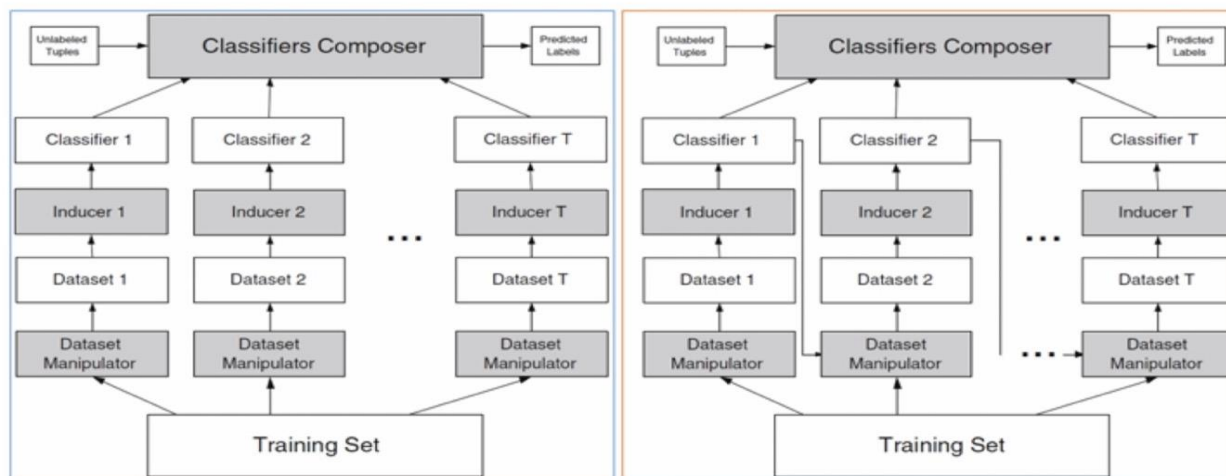 Unlabeled
Tuples
Classifiers Composer
Predicted
Labels
Classifier 1
Classifier 2
Classifier T
Inducer 1
Inducer 2
...
Inducer T
Dataset 1
Dataset 2
Dataset T
Dataset
Manipulator
Dataset
Manipulator
Dataset
Manipulator
Training Set
Unlabeled
Tuples
Classifiers Composer
Predicted
Labels
Classifier 1
Classifier 2
Classifier T
Inducer 1
Inducer 2
...
Inducer T
Dataset 1
Dataset 2
Dataset T
Dataset
Manipulator
Dataset
Manipulator
...
Dataset
Manipulator
Training Set